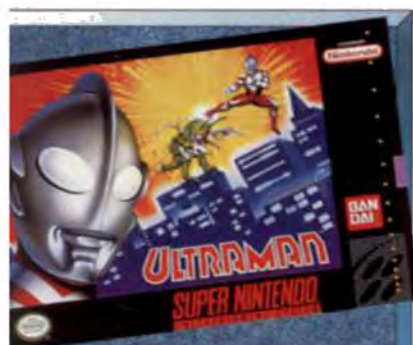 Nintendo
BAN
DAI
ULTRAMAN
SUPER NINTENDO